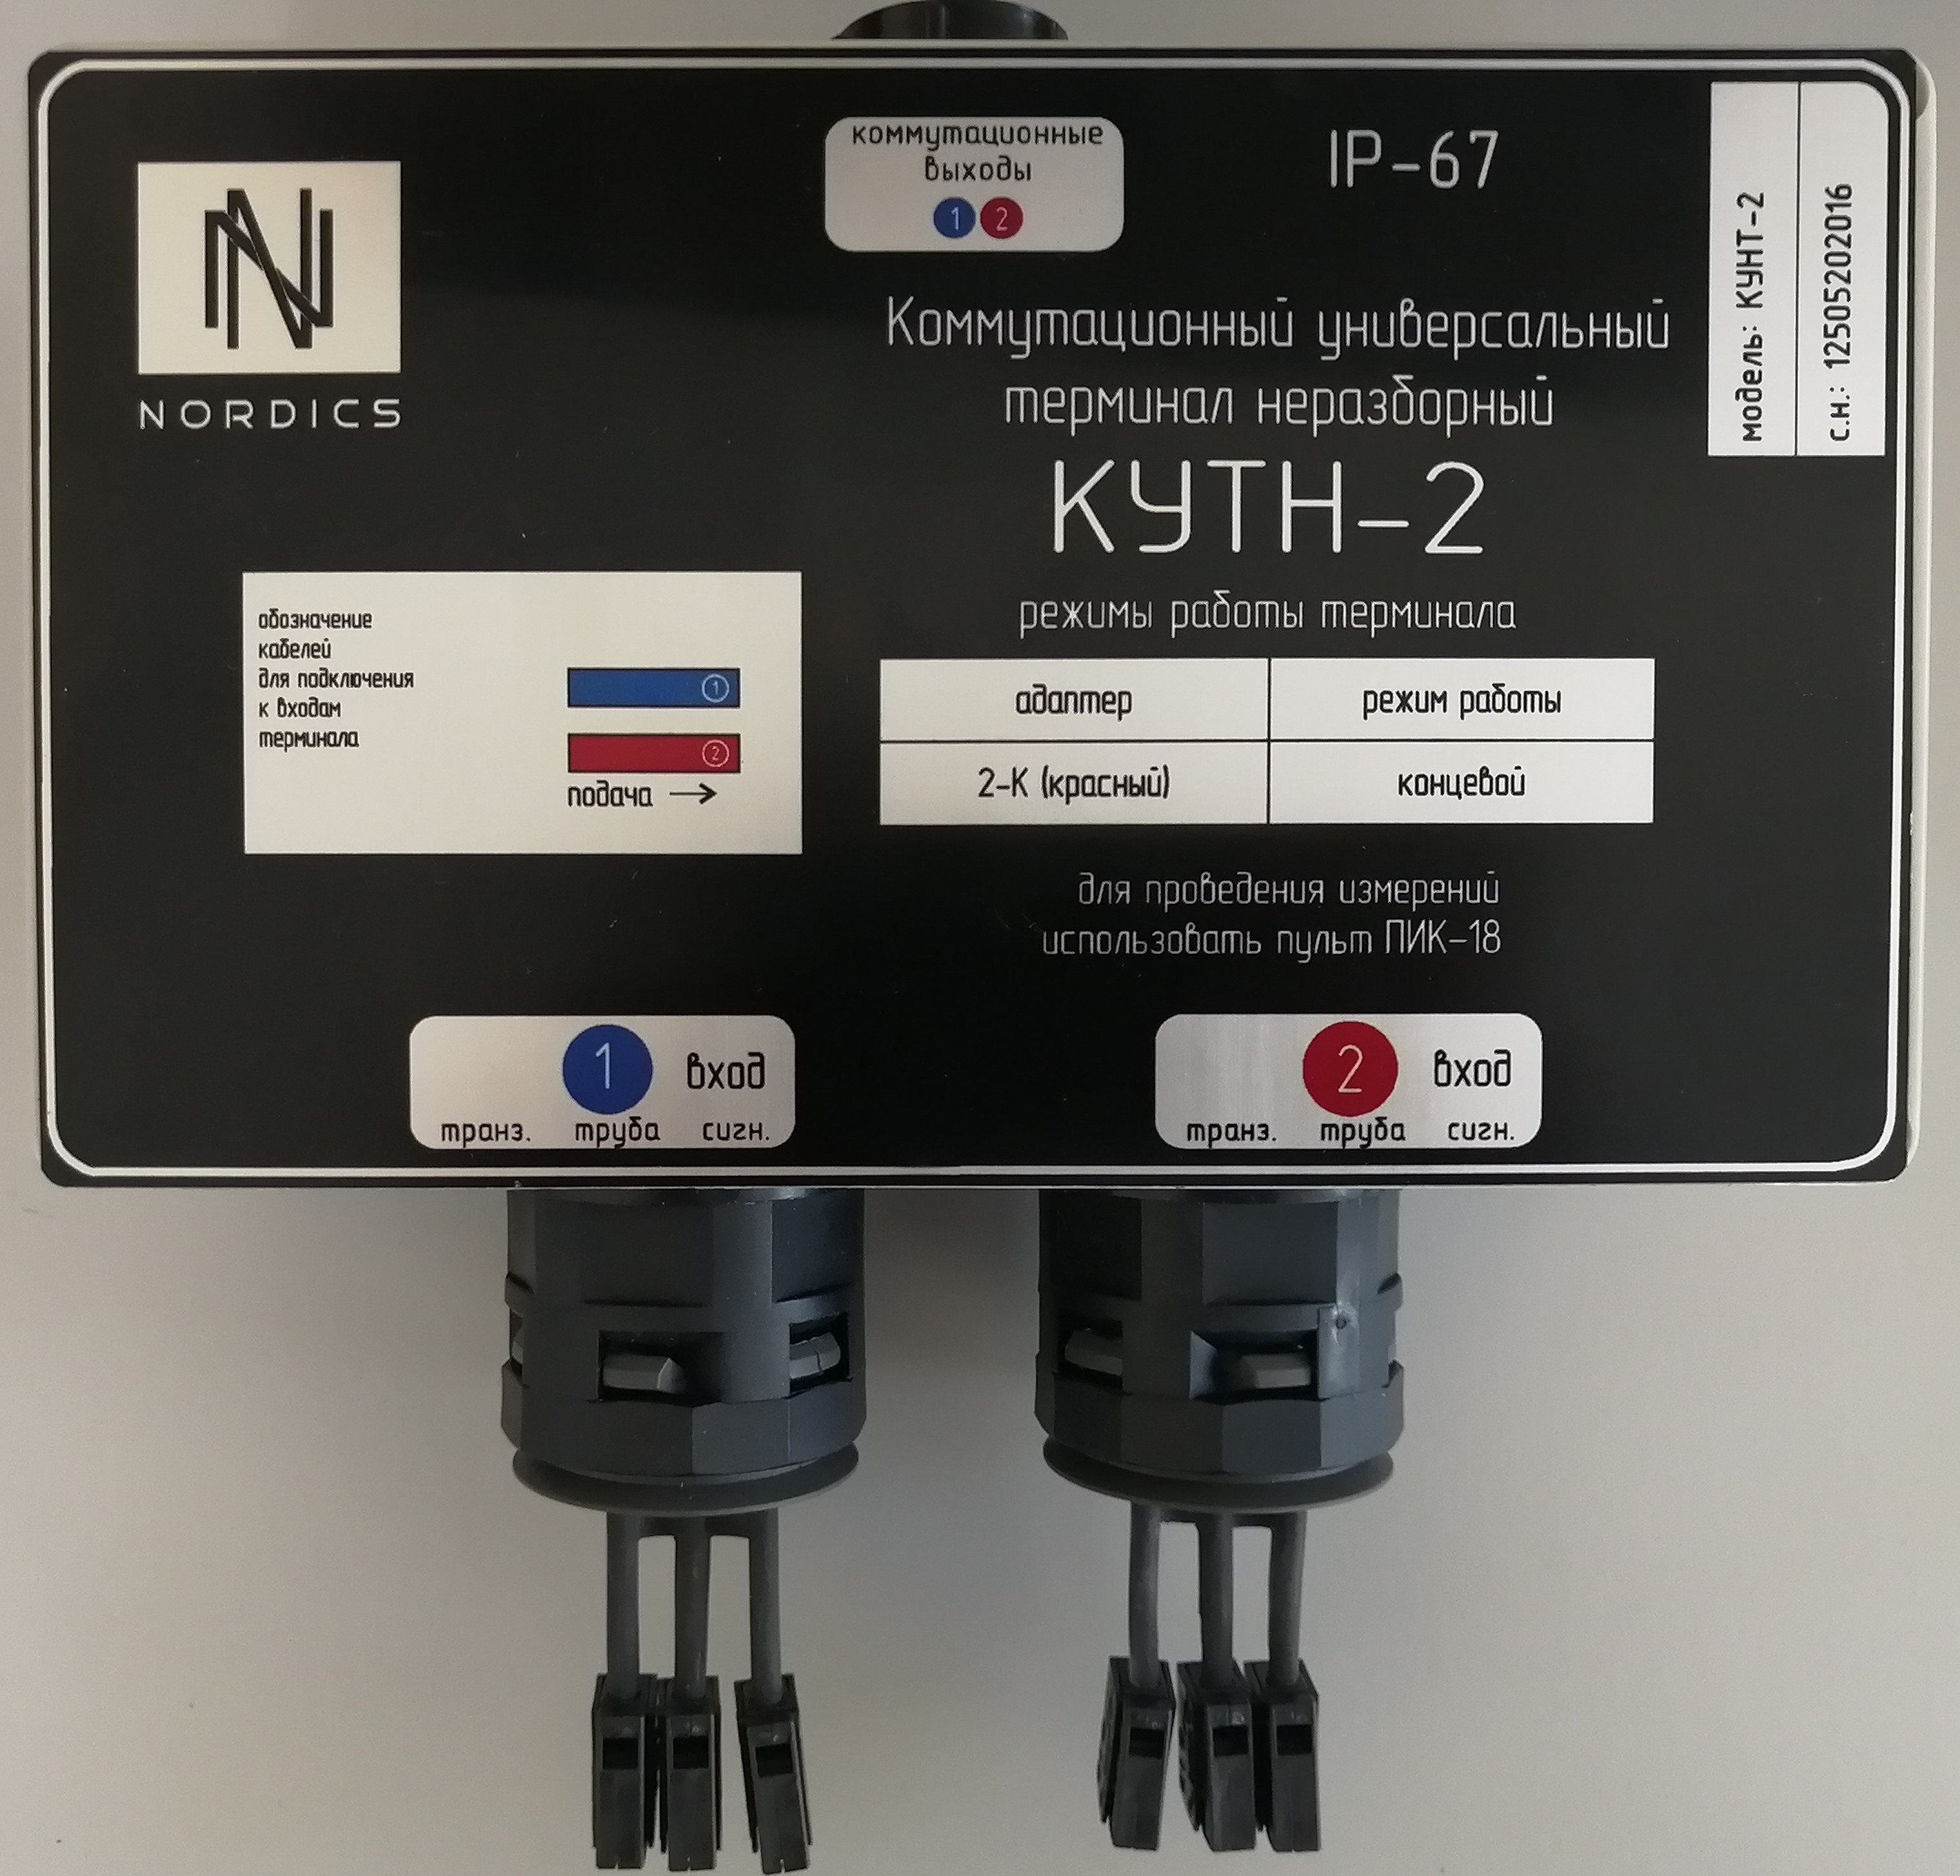 коммутационные
выходы
1 2
IP-67
NORDICS
Коммутационный универсальный
терминал неразборный
КУТН-2
модель: КУНТ-2
с.н.: 12505202016
режимы работы терминала
адаптер режим работы
2-К (красный) концевой
обозначение
кабелей
для подключения
к входам
терминала
1
2
подача →
для проведения измерений
использовать пульт ПИК-18
1 вход
транз. труба сигн.
2 вход
транз. труба сигн.